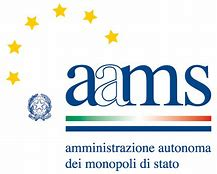 aams
amministrazione autonoma
dei monopoli di stato